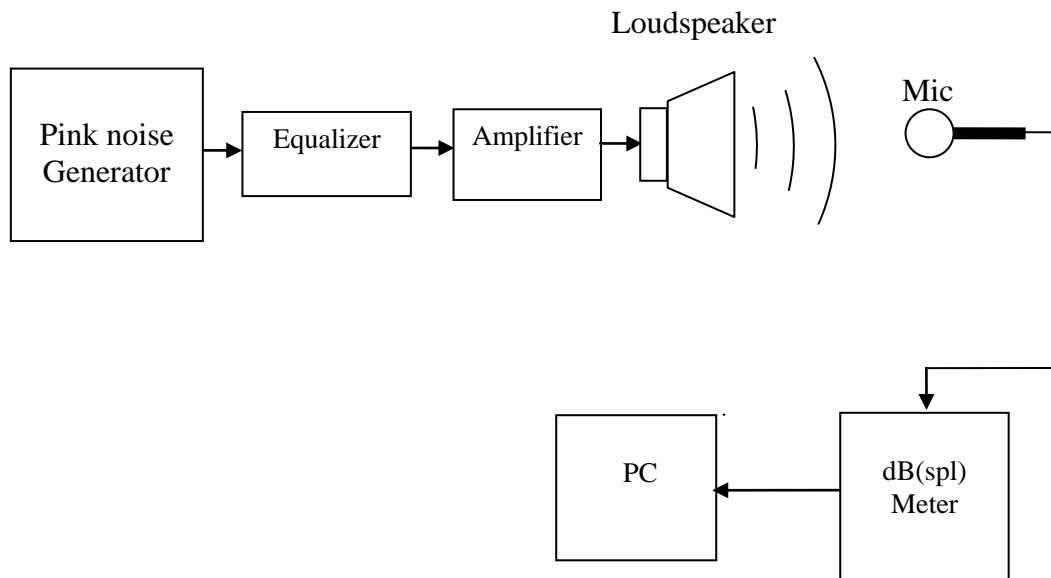 Loudspeaker
Pink noise
Generator
Equalizer
Amplifier
Mic
PC
dB(spl)
Meter